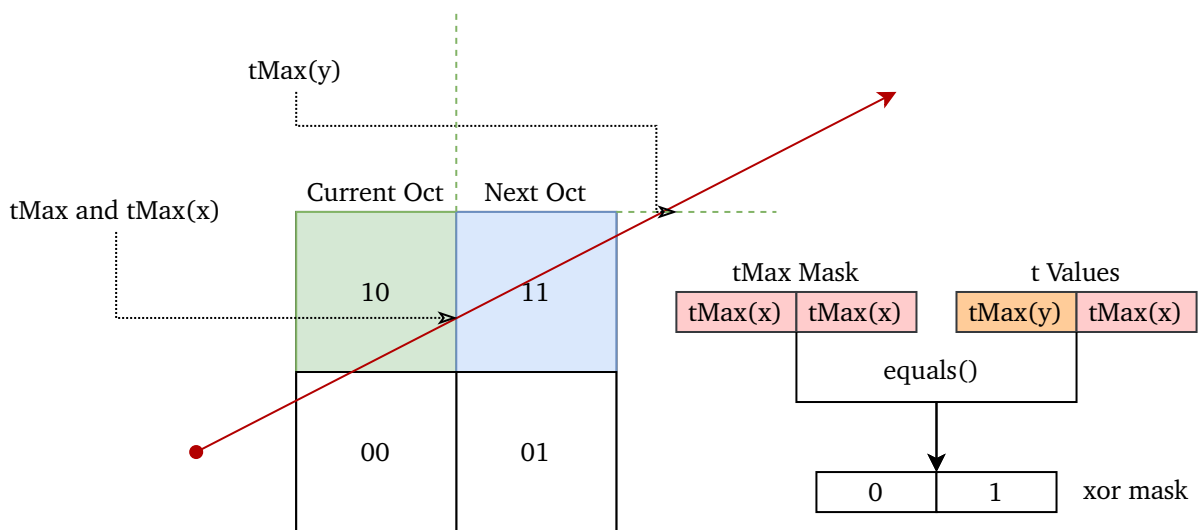 tMax(y)
Current Oct
Next Oct
tMax and tMax(x)
10
11
00
01
tMax Mask
t Values
tMax(x)
tMax(x)
tMax(y)
tMax(x)
equals()
0
1
xor mask